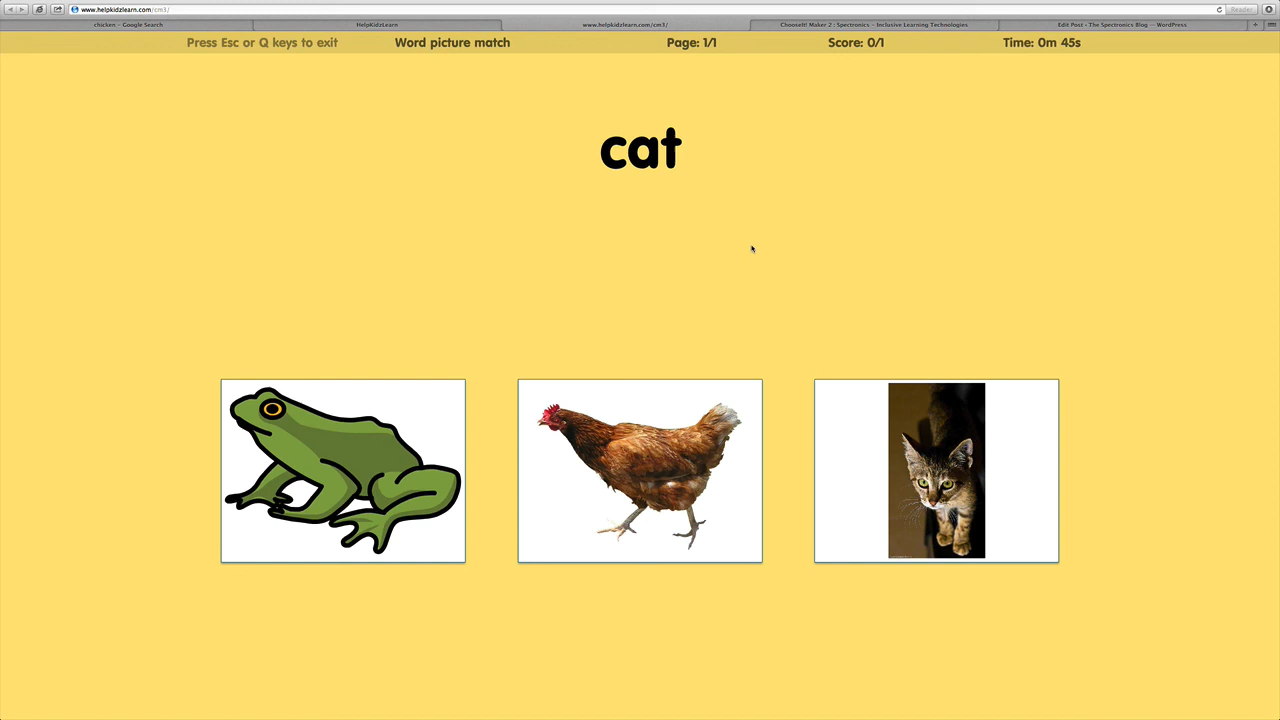 www.helpkidzlearn.com/cm3/
Reader
chicken – Google Search
HelpKidzLearn
www.helpkidzlearn.com/cm3/
ChooseIt! Maker 2 : Spectronics – Inclusive Learning Technologies
Edit Post ‹ The Spectronics Blog — WordPress
Press Esc or Q keys to exit
Word picture match
Page: 1/1
Score: 0/1
Time: 0m 45s
cat